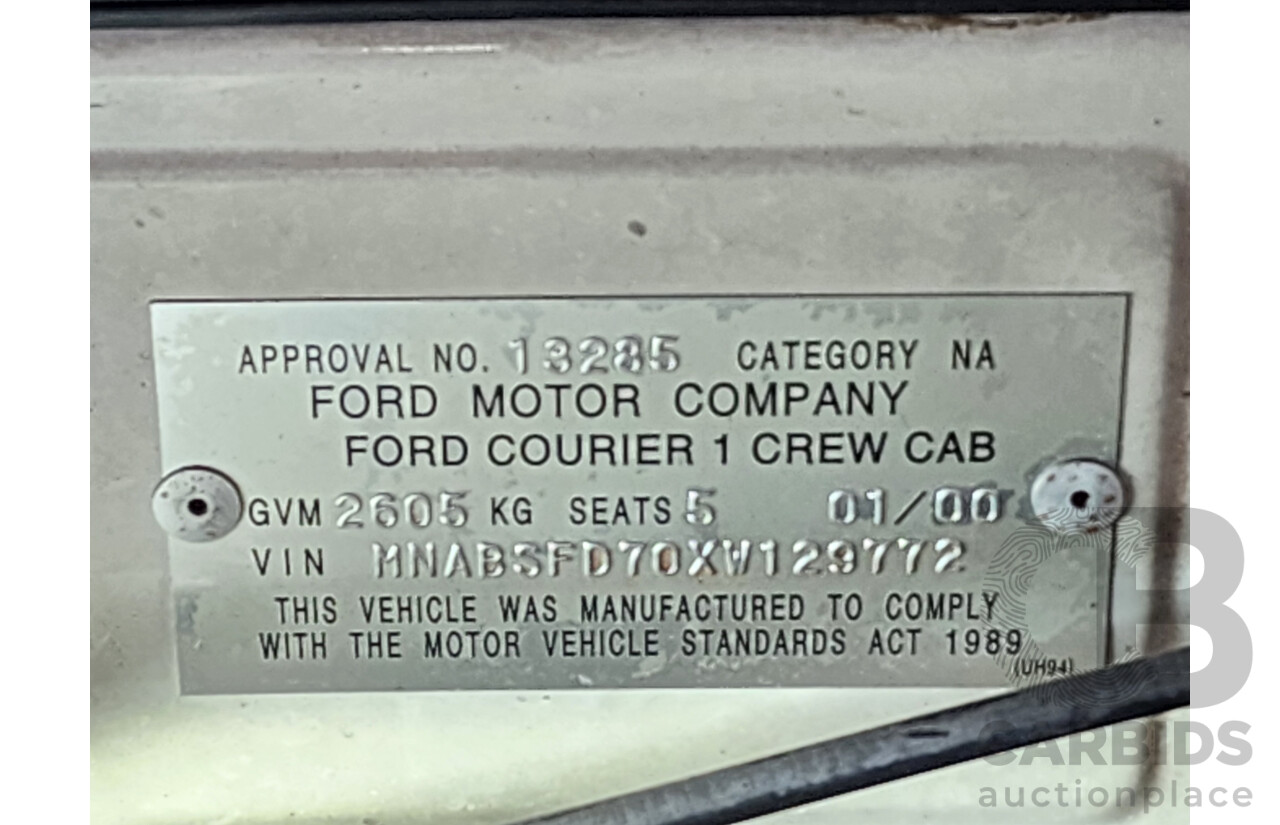 APPROVAL NO. 13285 CATEGORY NA
FORD MOTOR COMPANY
FORD COURIER 1 CREW CAB
GVM 2605 KG SEATS 5 01/00
VIN MNABSFD70XW129772
THIS VEHICLE WAS MANUFACTURED TO COMPLY
WITH THE MOTOR VEHICLE STANDARDS ACT 1989
(UH94)
CB
CARBIDS
auctionplace